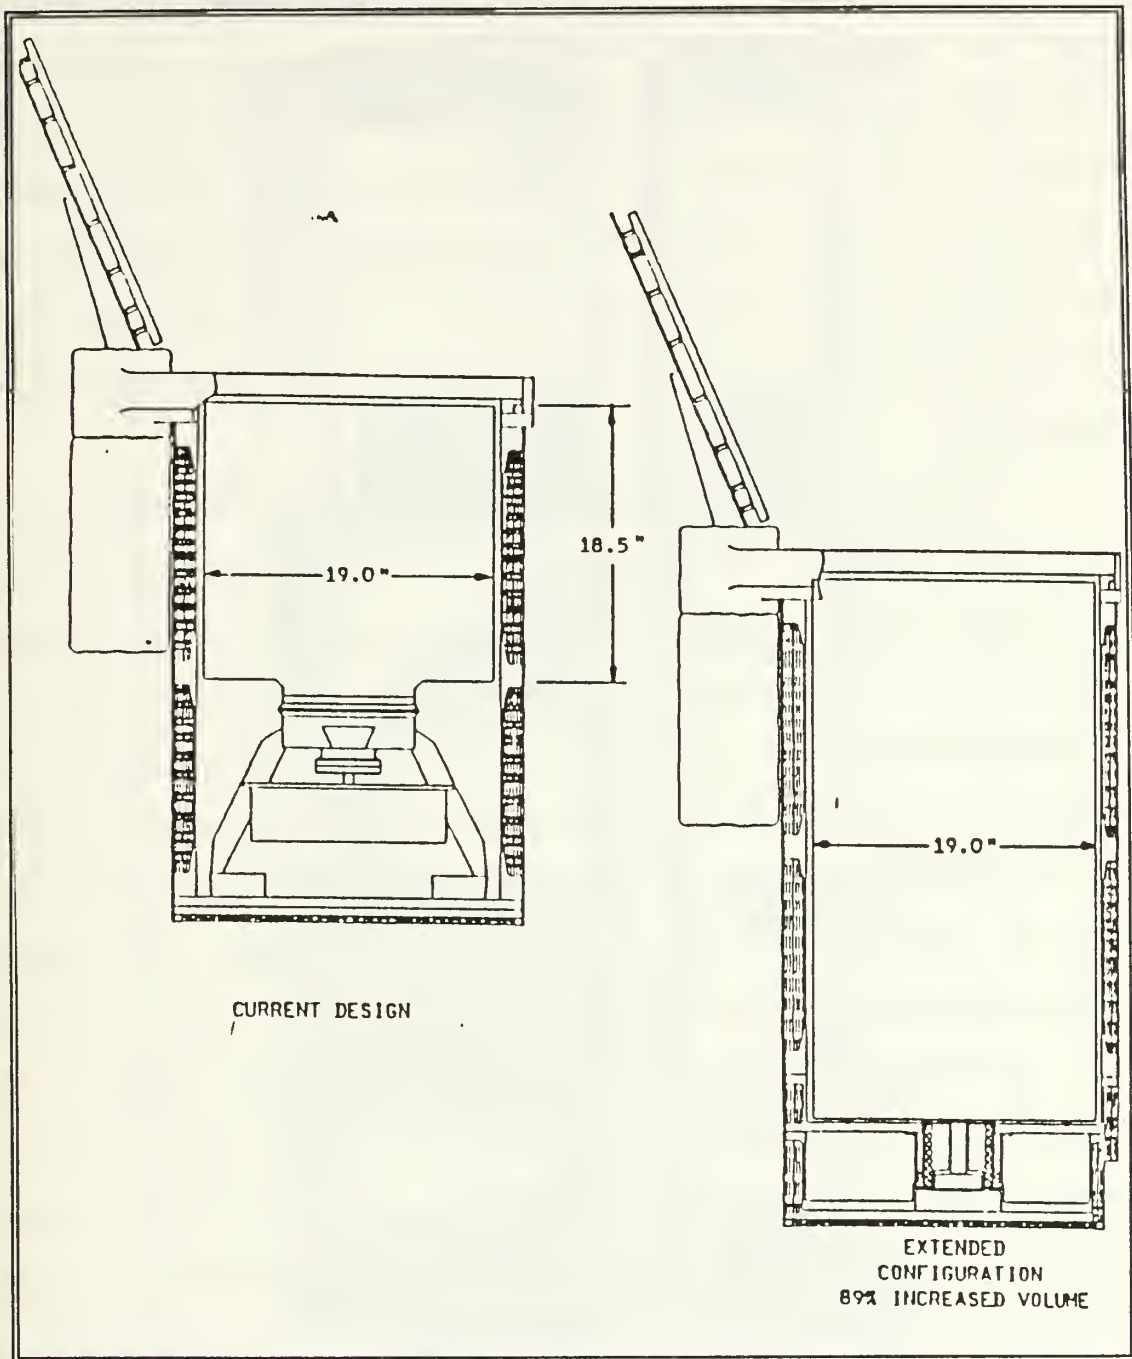 18.5"
19.0"
19.0"
CURRENT DESIGN
EXTENDED
CONFIGURATION
89% INCREASED VOLUME